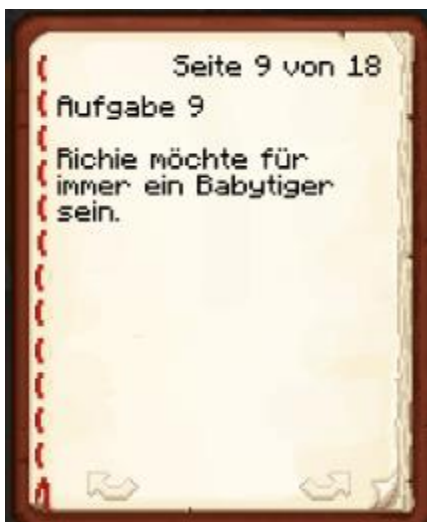 Seite 9 von 18
Aufgabe 9
Richie möchte für
immer ein Babytiger
sein.